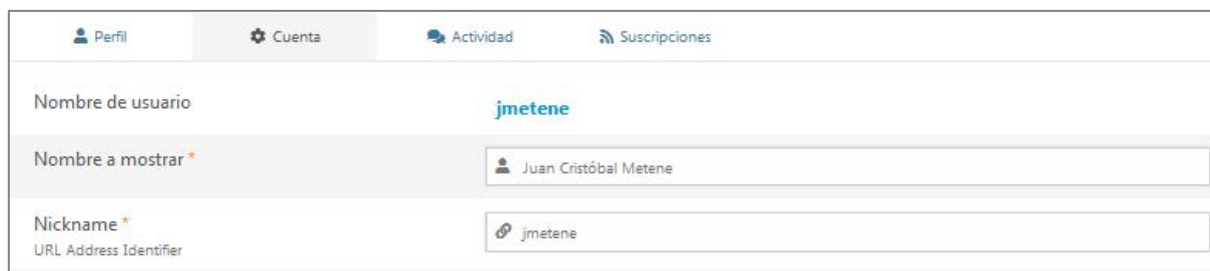 Perfil Cuenta Actividad Suscripciones
Nombre de usuario jmetene
Nombre a mostrar * Juan Cristóbal Metene
Nickname * jmetene
URL Address Identifier